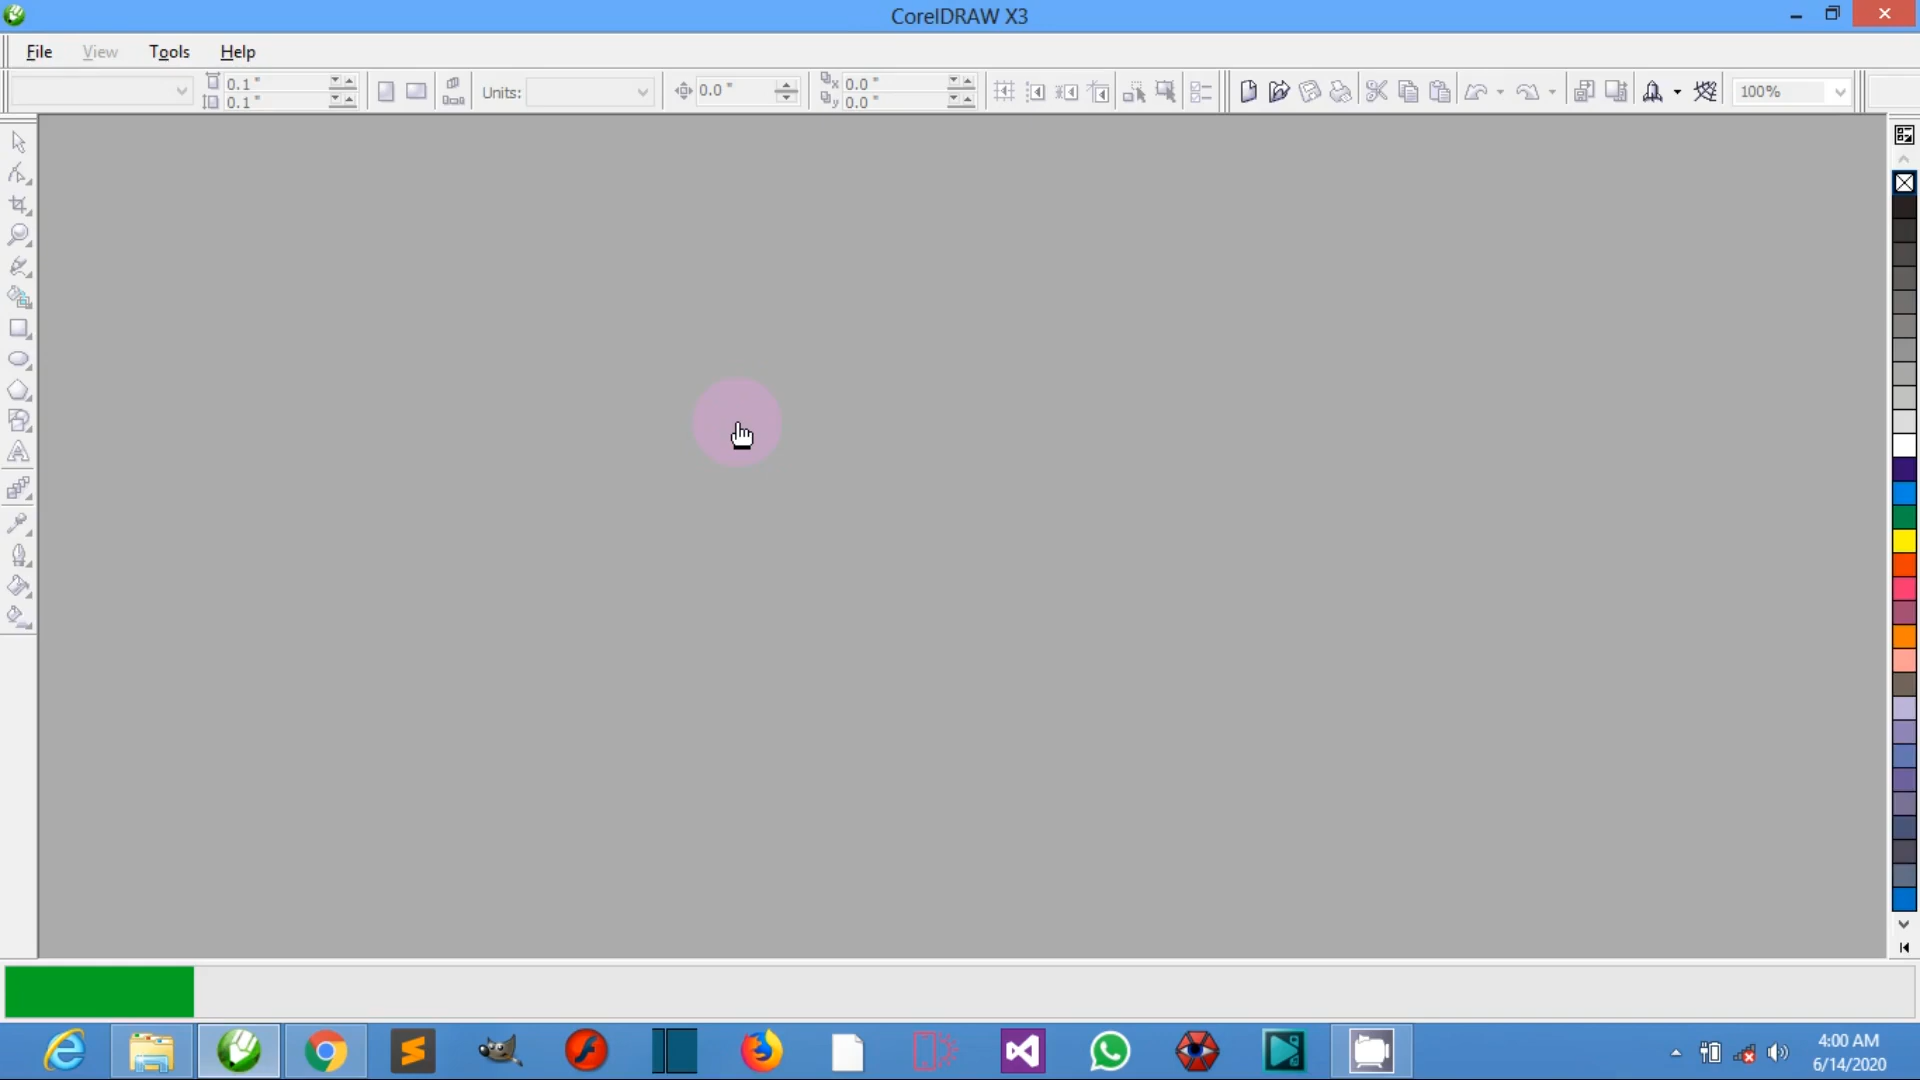 CorelDRAW X3
File View Tools Help
0.1 "
0.1 "
Units:
0.0 "
0.0 "
0.0 "
100%
4:00 AM
6/14/2020